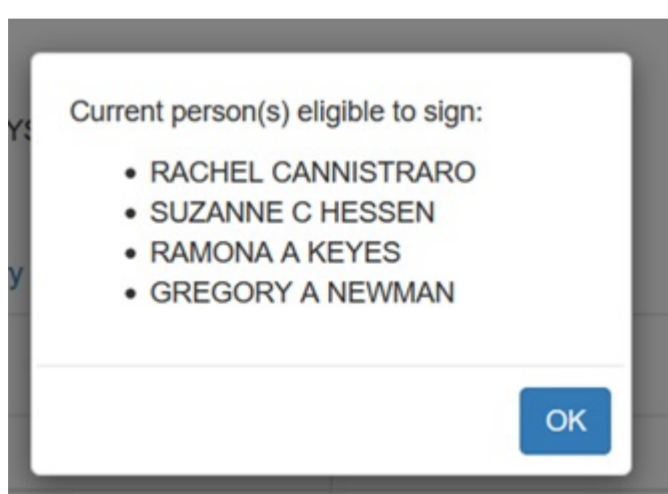 Current person(s) eligible to sign:
• RACHEL CANNISTRARO
• SUZANNE C HESSEN
• RAMONA A KEYES
• GREGORY A NEWMAN
y
OK